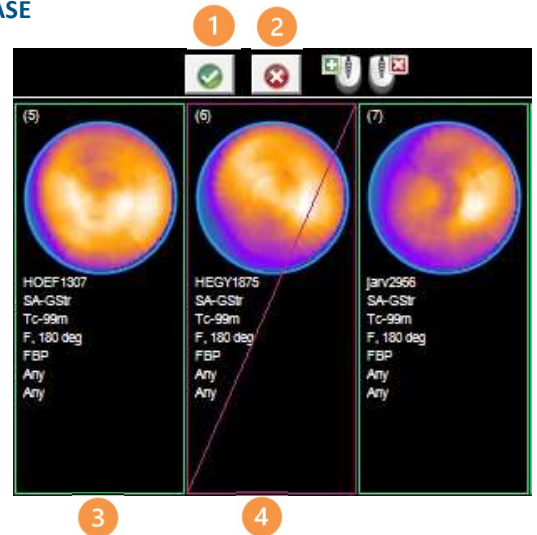 ASE
1 2
(5)
HOEF1307
SA-GStr
Tc-99m
F, 180 deg
FBP
Any
Any
(6)
HEGY1875
SA-GStr
Tc-99m
F, 180 deg
FBP
Any
Any
(7)
jarv2956
SA-GStr
Tc-99m
F, 180 deg
FBP
Any
Any
3 4